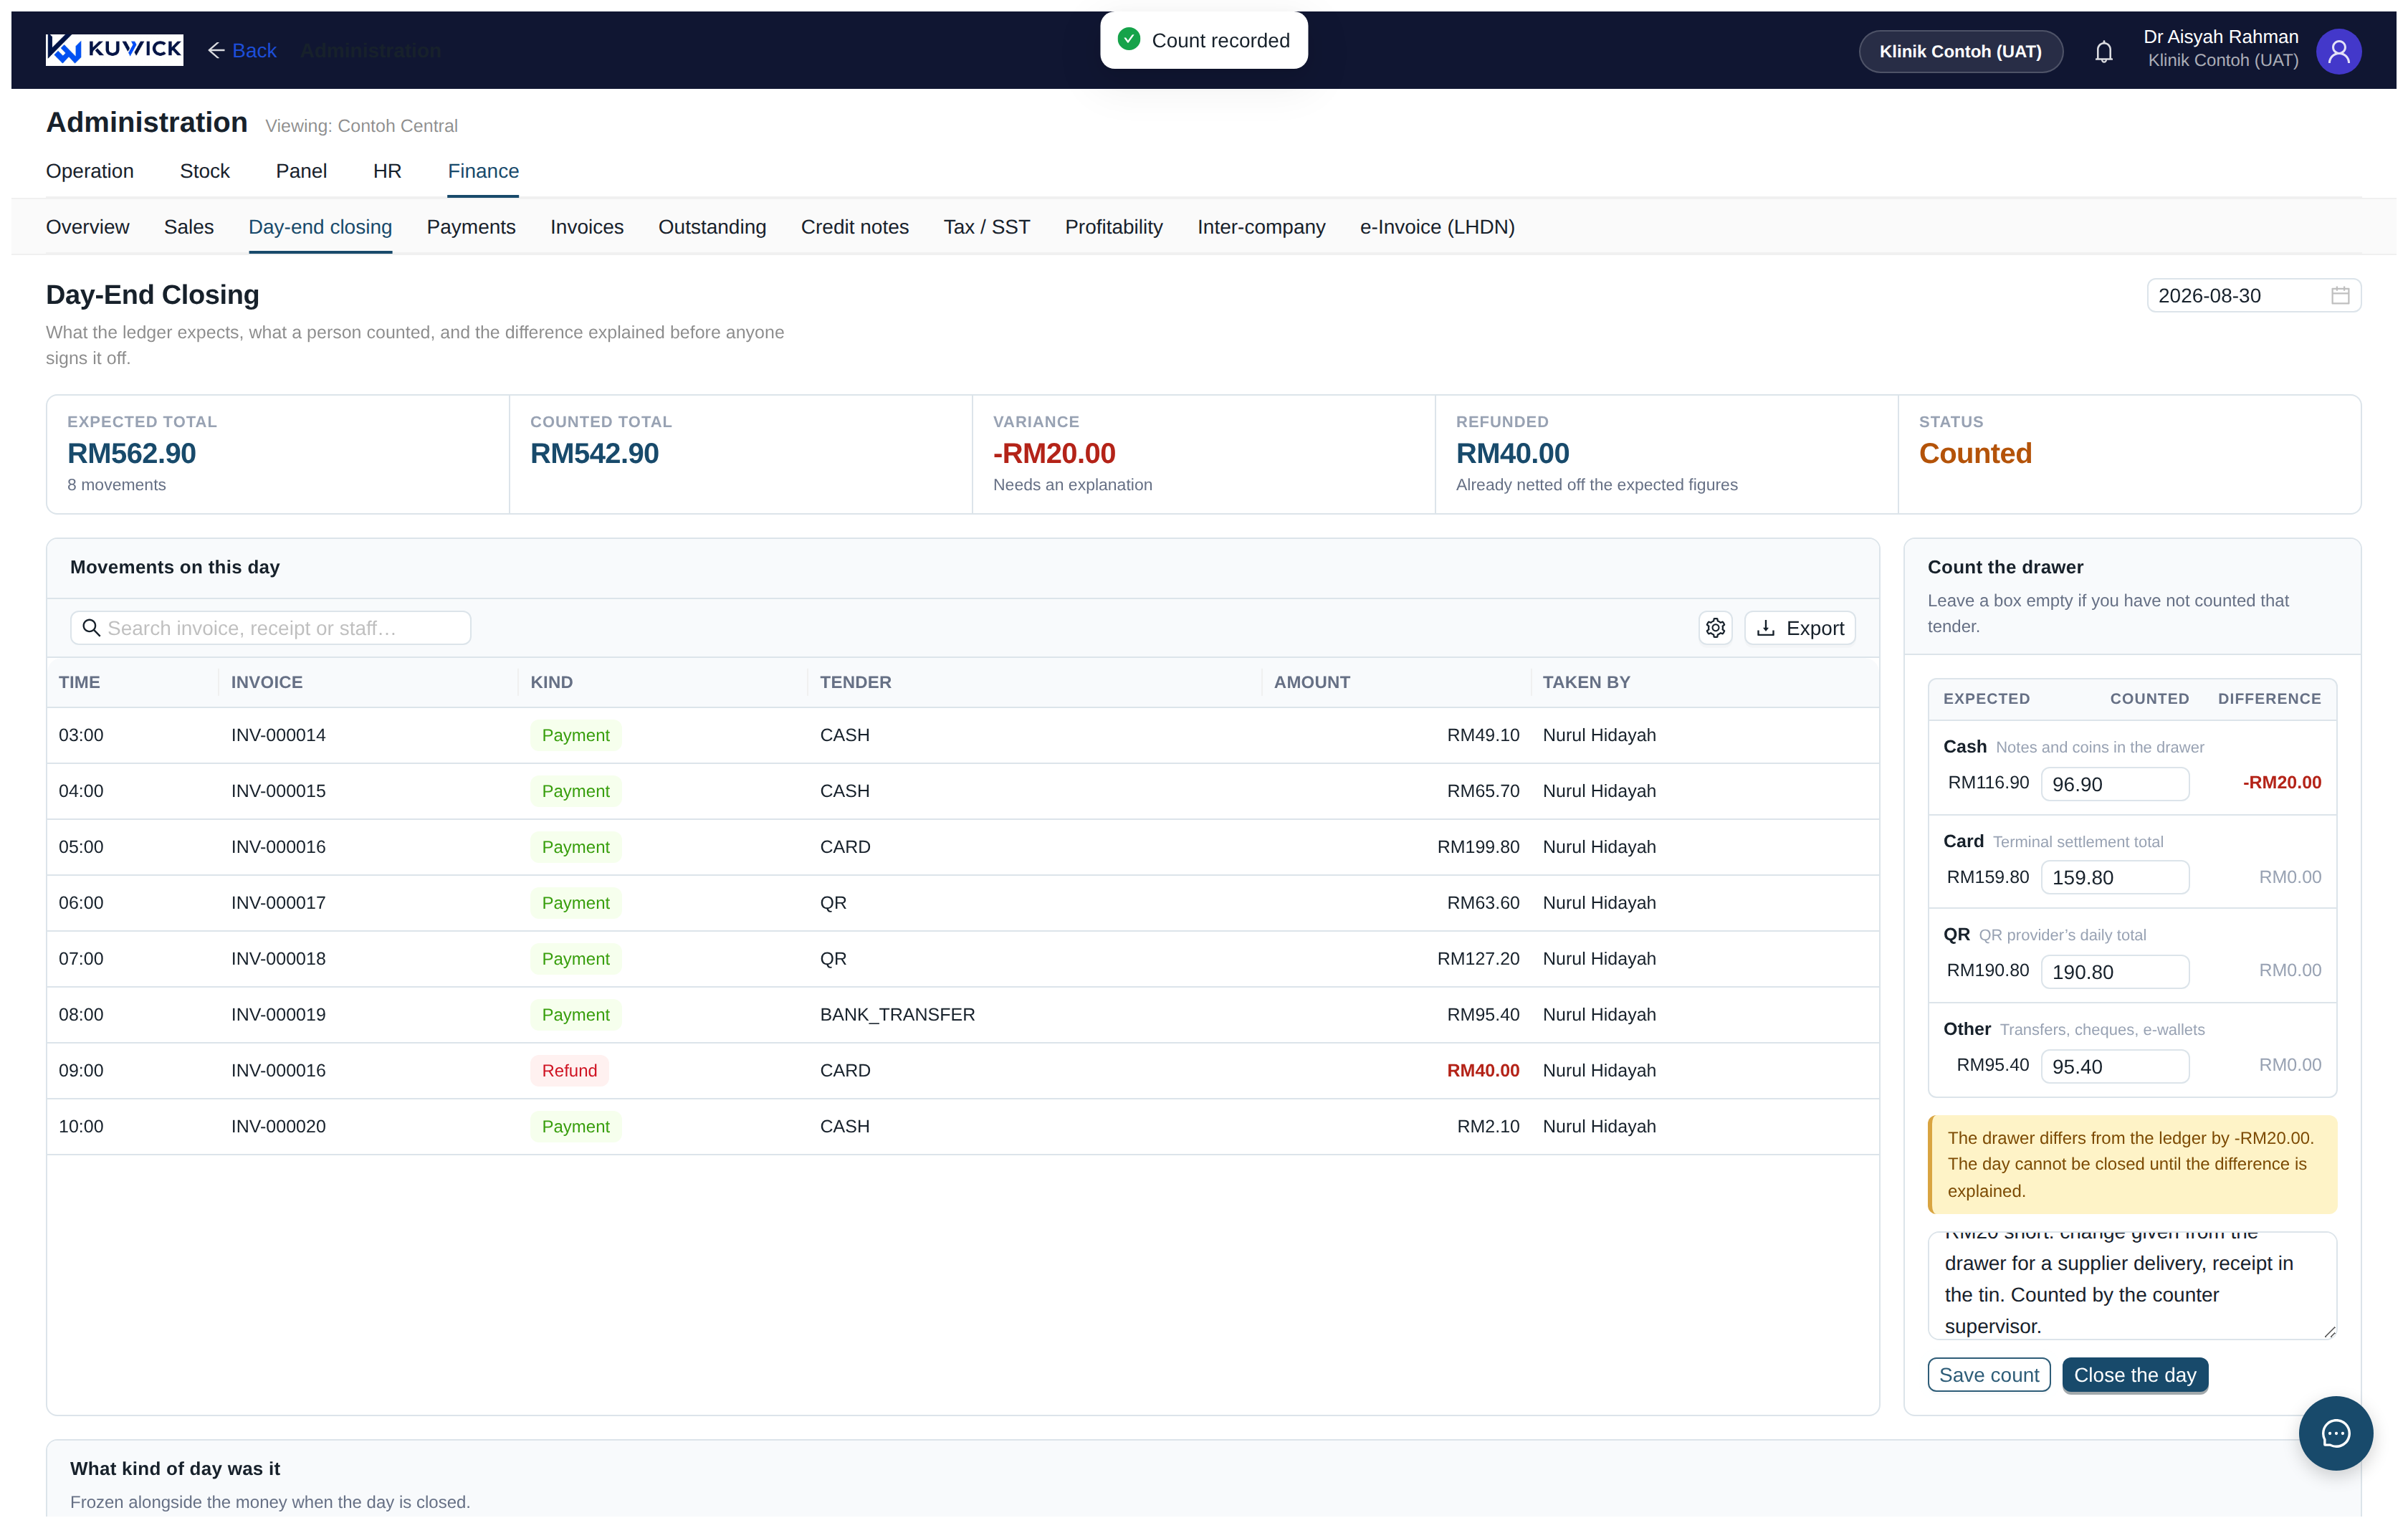 KUWICK
Back
Administration
Count recorded
Klinik Contoh (UAT)
Dr Aisyah Rahman
Klinik Contoh (UAT)
Administration Viewing: Contoh Central
Operation Stock Panel HR Finance
Overview Sales Day-end closing Payments Invoices Outstanding Credit notes Tax / SST Profitability Inter-company e-Invoice (LHDN)
Day-End Closing
2026-08-30
What the ledger expects, what a person counted, and the difference explained before anyone
signs it off.
EXPECTED TOTAL
RM562.90
8 movements
COUNTED TOTAL
RM542.90
VARIANCE
-RM20.00
Needs an explanation
REFUNDED
RM40.00
Already netted off the expected figures
STATUS
Counted
Movements on this day
Search invoice, receipt or staff…
Export
TIME INVOICE KIND TENDER AMOUNT TAKEN BY
03:00 INV-000014 Payment CASH RM49.10 Nurul Hidayah
04:00 INV-000015 Payment CASH RM65.70 Nurul Hidayah
05:00 INV-000016 Payment CARD RM199.80 Nurul Hidayah
06:00 INV-000017 Payment QR RM63.60 Nurul Hidayah
07:00 INV-000018 Payment QR RM127.20 Nurul Hidayah
08:00 INV-000019 Payment BANK_TRANSFER RM95.40 Nurul Hidayah
09:00 INV-000016 Refund CARD RM40.00 Nurul Hidayah
10:00 INV-000020 Payment CASH RM2.10 Nurul Hidayah
Count the drawer
Leave a box empty if you have not counted that
tender.
EXPECTED COUNTED DIFFERENCE
Cash Notes and coins in the drawer
RM116.90 96.90 -RM20.00
Card Terminal settlement total
RM159.80 159.80 RM0.00
QR QR provider’s daily total
RM190.80 190.80 RM0.00
Other Transfers, cheques, e-wallets
RM95.40 95.40 RM0.00
The drawer differs from the ledger by -RM20.00.
The day cannot be closed until the difference is
explained.
RM20 short: change given from the
drawer for a supplier delivery, receipt in
the tin. Counted by the counter
supervisor.
Save count
Close the day
What kind of day was it
Frozen alongside the money when the day is closed.